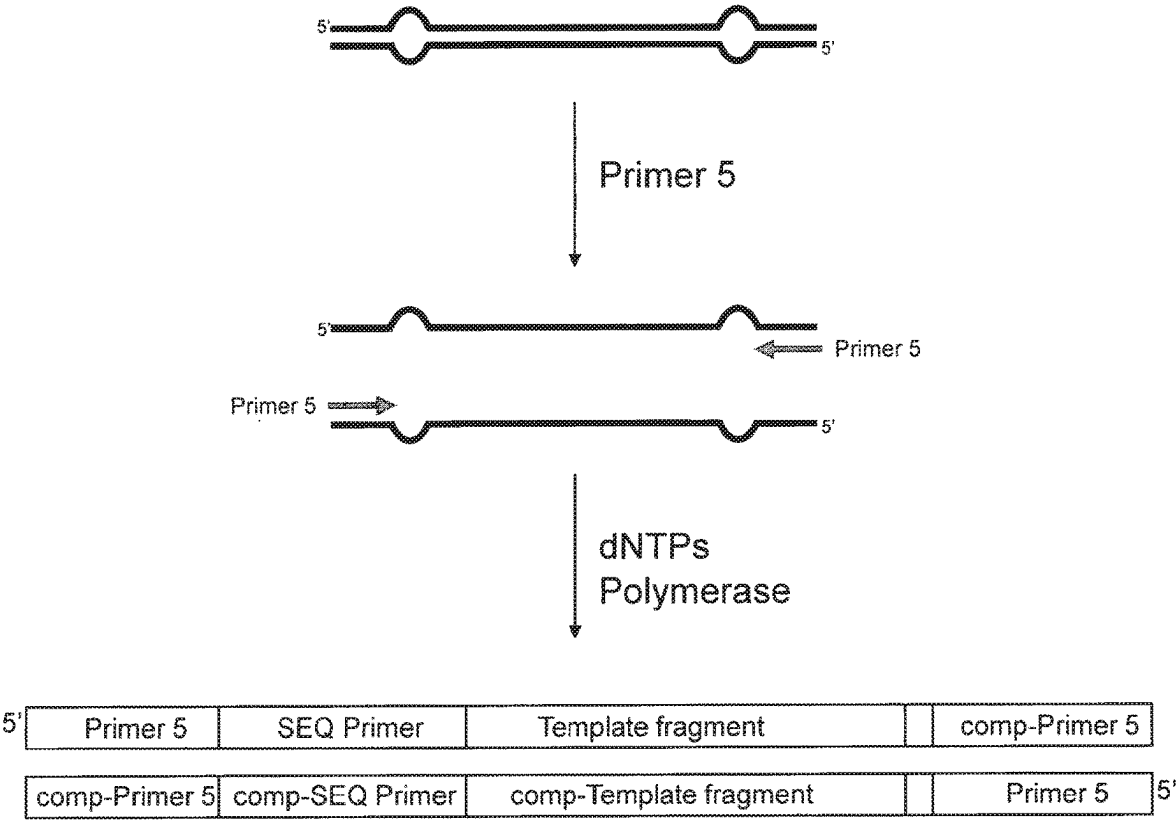 5'
5'
Primer 5
5'
Primer 5
Primer 5
5'
dNTPs
Polymerase
5' Primer 5 SEQ Primer Template fragment comp-Primer 5
comp-Primer 5 comp-SEQ Primer comp-Template fragment Primer 5 5'